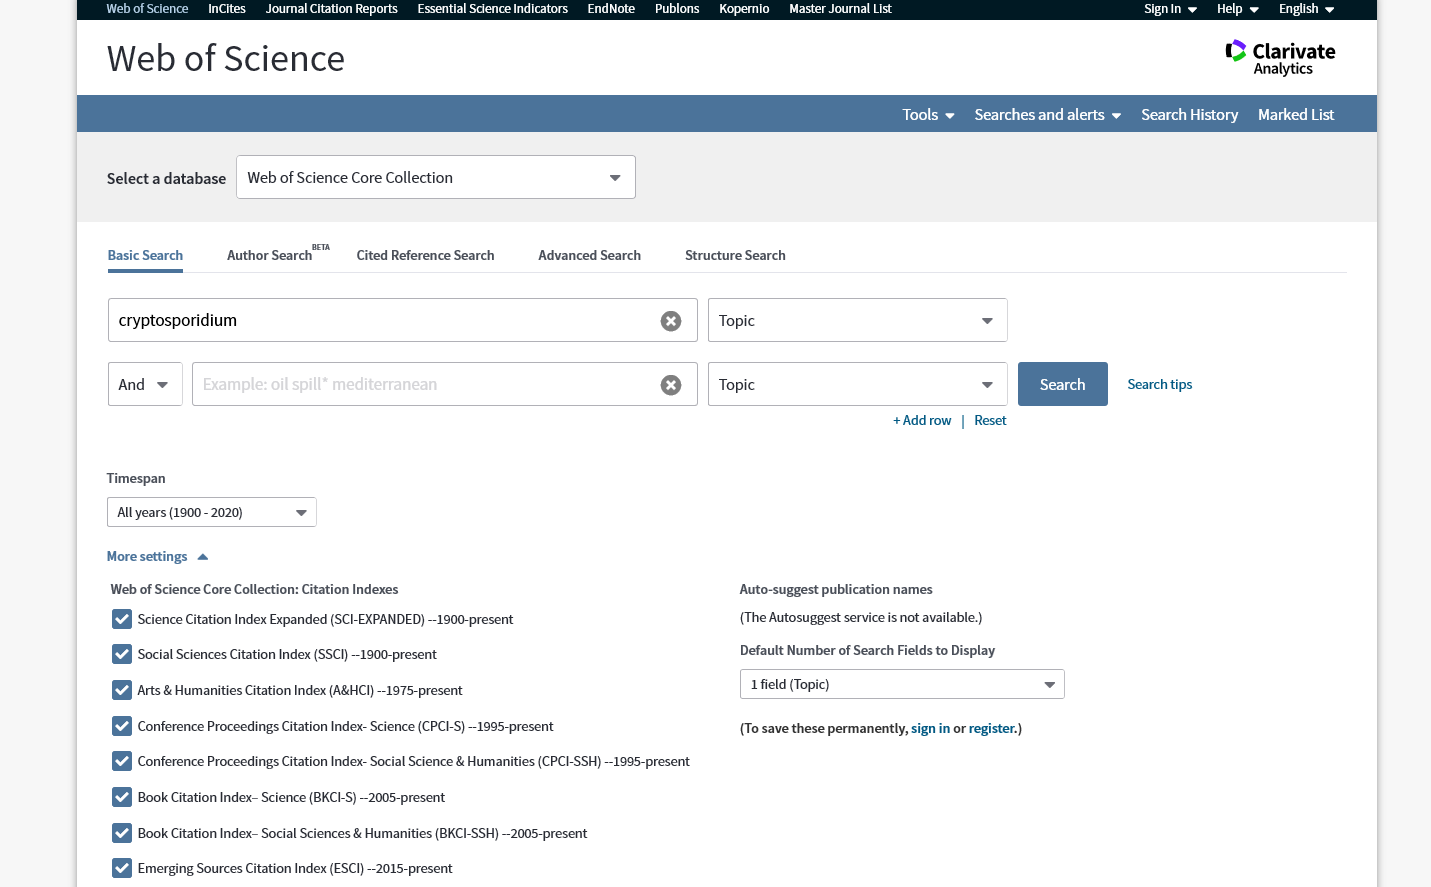 Web of Science InCites Journal Citation Reports Essential Science Indicators EndNote Publons Kopernio Master Journal List Sign In Help English
Web of Science
Clarivate
Analytics
Tools Searches and alerts Search History Marked List
Select a database Web of Science Core Collection
Basic Search Author Search BETA Cited Reference Search Advanced Search Structure Search
cryptosporidium Topic
And Example: oil spill* mediterranean Topic Search Search tips
+ Add row | Reset
Timespan
All years (1900 - 2020)
More settings
Web of Science Core Collection: Citation Indexes
Science Citation Index Expanded (SCI-EXPANDED) --1900-present
Social Sciences Citation Index (SSCI) --1900-present
Arts & Humanities Citation Index (A&HCI) --1975-present
Conference Proceedings Citation Index- Science (CPCI-S) --1995-present
Conference Proceedings Citation Index- Social Science & Humanities (CPCI-SSH) --1995-present
Book Citation Index– Science (BKCI-S) --2005-present
Book Citation Index– Social Sciences & Humanities (BKCI-SSH) --2005-present
Emerging Sources Citation Index (ESCI) --2015-present
Auto-suggest publication names
(The Autosuggest service is not available.)
Default Number of Search Fields to Display
1 field (Topic)
(To save these permanently, sign in or register.)